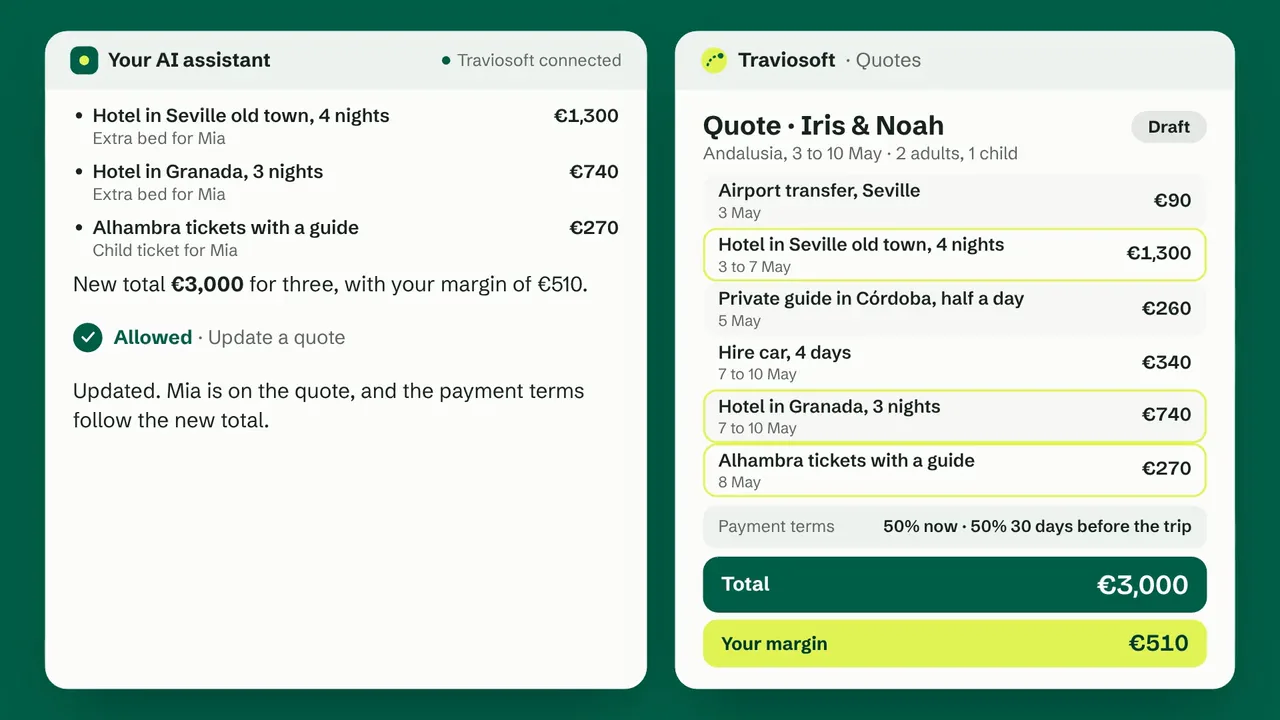 Your AI assistant
Traviosoft connected
• Hotel in Seville old town, 4 nights €1,300
Extra bed for Mia
• Hotel in Granada, 3 nights €740
Extra bed for Mia
• Alhambra tickets with a guide €270
Child ticket for Mia
New total €3,000 for three, with your margin of €510.
Allowed · Update a quote
Updated. Mia is on the quote, and the payment terms
follow the new total.
Traviosoft · Quotes
Quote · Iris & Noah
Draft
Andalusia, 3 to 10 May · 2 adults, 1 child
Airport transfer, Seville €90
3 May
Hotel in Seville old town, 4 nights €1,300
3 to 7 May
Private guide in Córdoba, half a day €260
5 May
Hire car, 4 days €340
7 to 10 May
Hotel in Granada, 3 nights €740
7 to 10 May
Alhambra tickets with a guide €270
8 May
Payment terms 50% now · 50% 30 days before the trip
Total €3,000
Your margin €510